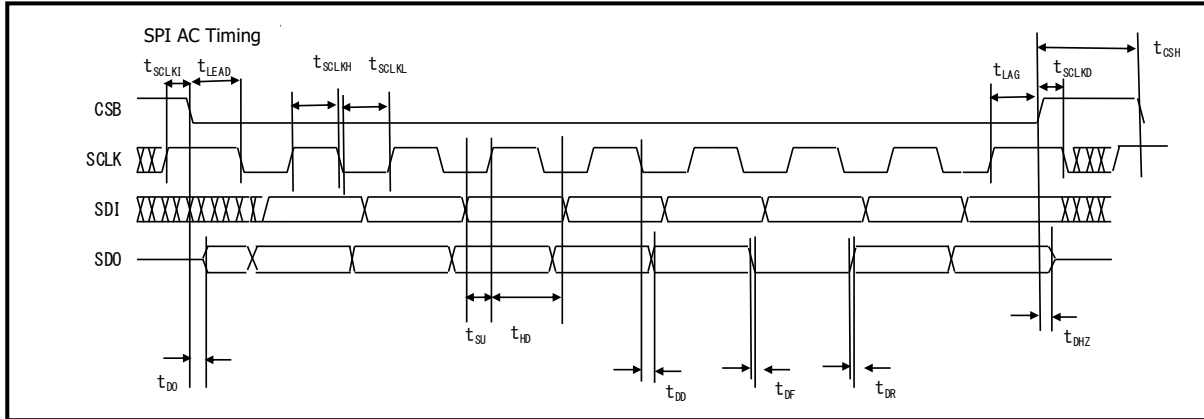 SPI AC Timing
tSCLKI tLEAD tSCLKH tSCLKL tLAG tSCLKD tCSH
CSB
SCLK
SDI
SDO
tSU tHD tDHZ
tDO tDD tDF tDR